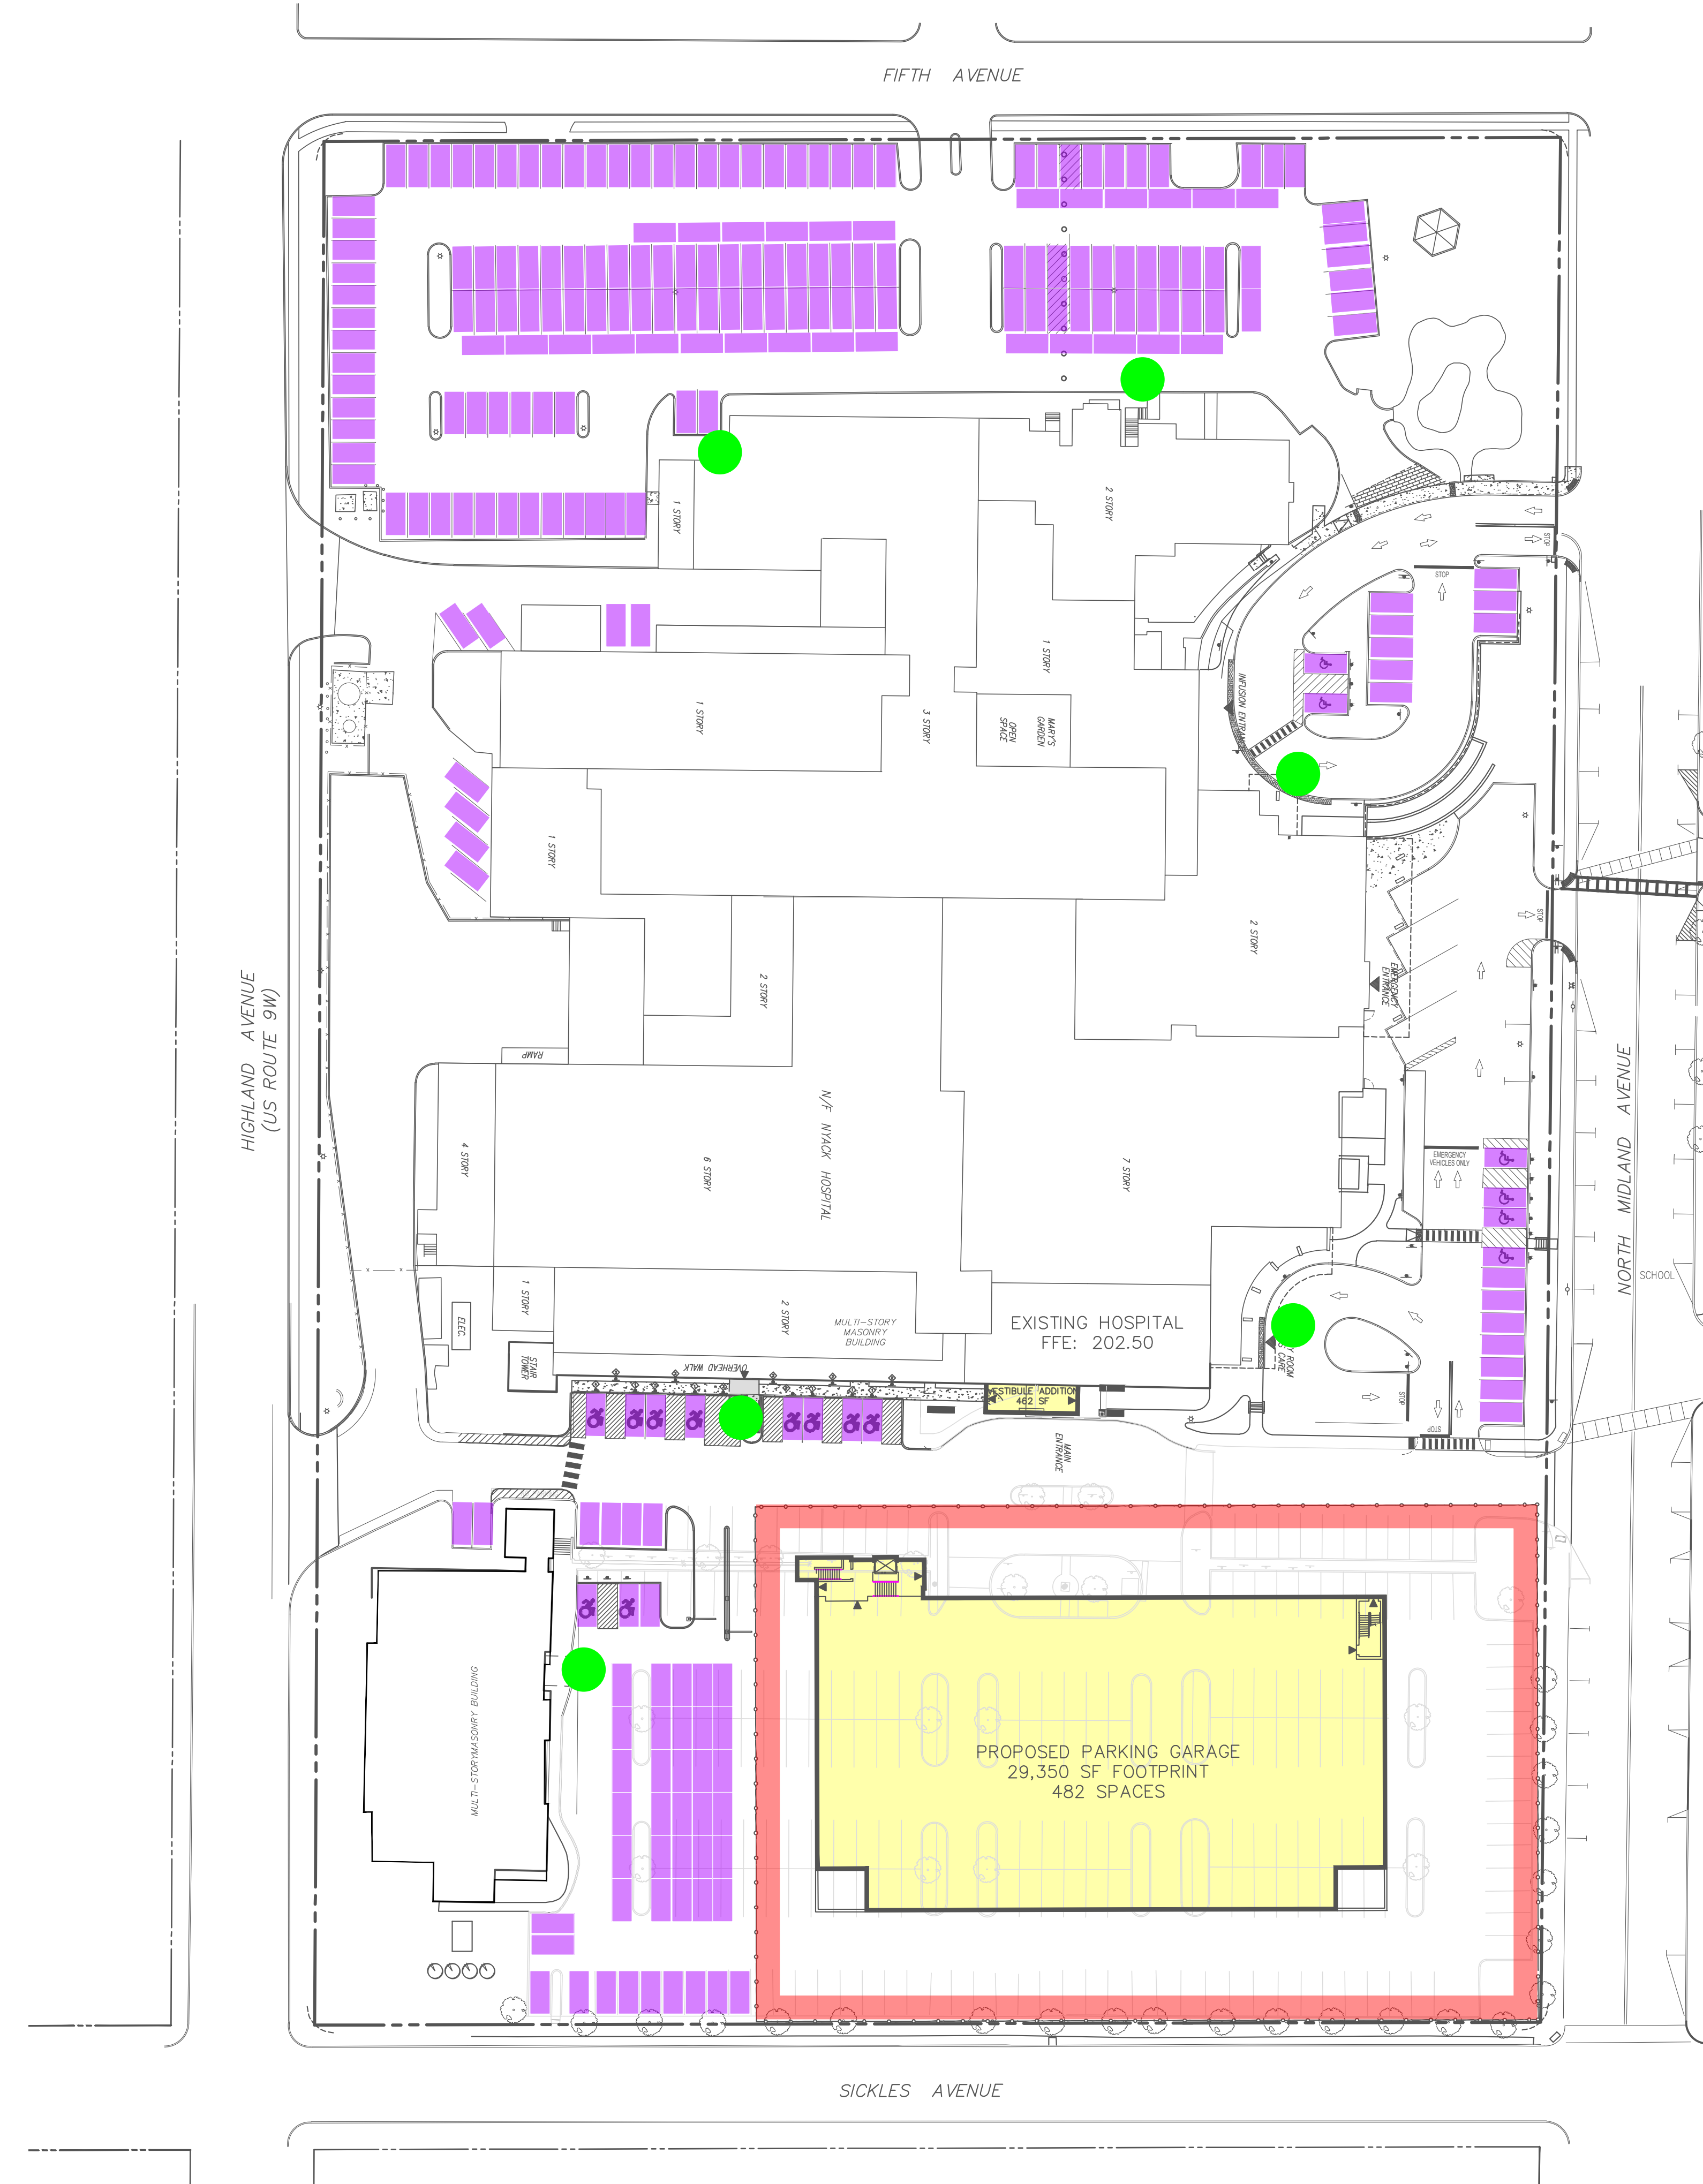 FIFTH AVENUE
1 STORY
2 STORY
STOP
STOP
1 STORY
1 STORY
3 STORY
MARY'S
GARDEN
OPEN
SPACE
INFUSION ENTRANCE
1 STORY
2 STORY
2 STORY
STOP
EMERGENCY
ENTRANCE
HIGHLAND AVENUE
(US ROUTE 9W)
RAMP
N/F NYACK HOSPITAL
4 STORY
6 STORY
7 STORY
EMERGENCY
VEHICLES ONLY
NORTH MIDLAND AVENUE
SCHOOL
1 STORY
2 STORY
ELEC.
MULTI-STORY
MASONRY
BUILDING
EXISTING HOSPITAL
FFE: 202.50
STAIR
TOWER
OVERHEAD WALK
ROOM
CARE
VESTIBULE ADDITION
462 SF
STOP
STOP
MAIN
ENTRANCE
MULTI-STORYMASONRY BUILDING
PROPOSED PARKING GARAGE
29,350 SF FOOTPRINT
482 SPACES
SICKLES AVENUE